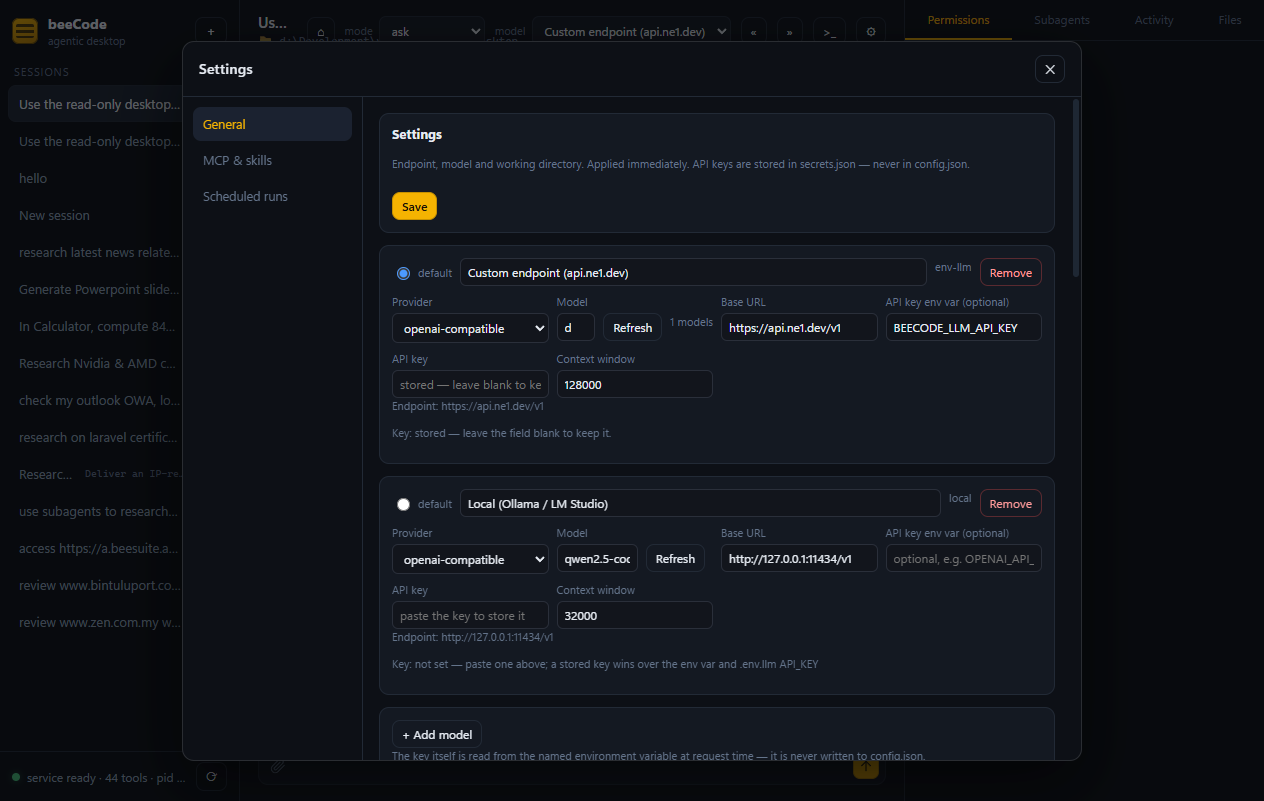 beeCode
agentic desktop
+
Us...
mode
ask
model
Custom endpoint (api.ne1.dev)
«
»
>_
Permissions
Subagents
Activity
Files
SESSIONS
Use the read-only desktop...
Use the read-only desktop...
hello
New session
research latest news relate...
Generate Powerpoint slide...
In Calculator, compute 84...
Research Nvidia & AMD c...
check my outlook OWA, lo...
research on laravel certific...
Researc... Deliver an IP-re.
use subagents to research...
access https://a.beesuite.a...
review www.bintuluport.co...
review www.zen.com.my w...
service ready · 44 tools · pid ...
Settings
General
MCP & skills
Scheduled runs
Settings
Endpoint, model and working directory. Applied immediately. API keys are stored in secrets.json — never in config.json.
Save
default
Custom endpoint (api.ne1.dev)
env-llm
Remove
Provider
Model
Base URL
API key env var (optional)
openai-compatible
d
Refresh
1 models
https://api.ne1.dev/v1
BEECODE_LLM_API_KEY
API key
Context window
stored — leave blank to ke
128000
Endpoint: https://api.ne1.dev/v1
Key: stored — leave the field blank to keep it.
default
Local (Ollama / LM Studio)
local
Remove
Provider
Model
Base URL
API key env var (optional)
openai-compatible
qwen2.5-coc
Refresh
http://127.0.0.1:11434/v1
optional, e.g. OPENAI_API_
API key
Context window
paste the key to store it
32000
Endpoint: http://127.0.0.1:11434/v1
Key: not set — paste one above; a stored key wins over the env var and .env.llm API_KEY
+ Add model
The key itself is read from the named environment variable at request time — it is never written to config.json.